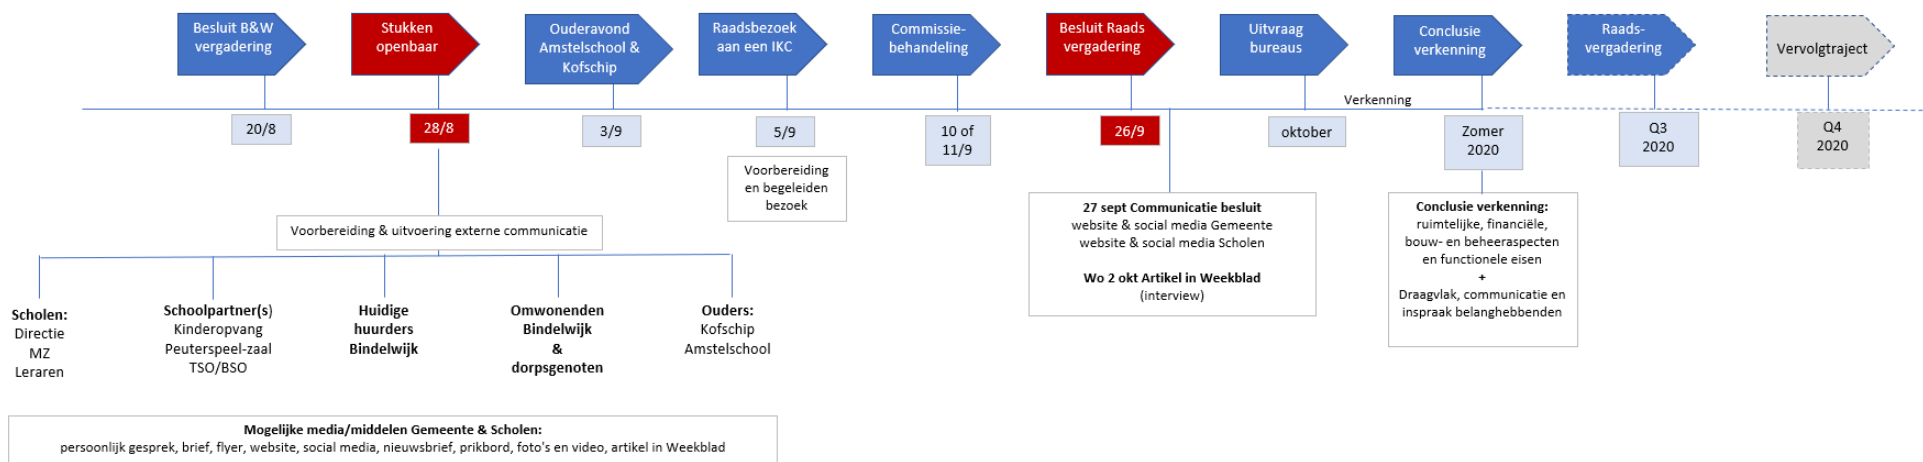 Besluit B&W
vergadering
Stukken
openbaar
Ouderavond
Amstelschool &
Kofschip
Raadsbezoek
aan een IKC
Commissie-
behandeling
Besluit Raads
vergadering
Uitvraag
bureaus
Conclusie
verkenning
Raads-
vergadering
Vervolgtraject
Verkenning
20/8
28/8
3/9
5/9
10 of
11/9
26/9
oktober
Zomer
2020
Q3
2020
Q4
2020
Voorbereiding
en begeleiden
bezoek
Voorbereiding & uitvoering externe communicatie
27 sept Communicatie besluit
website & social media Gemeente
website & social media Scholen
Wo 2 okt Artikel in Weekblad
(interview)
Conclusie verkenning:
ruimtelijke, financiële,
bouw- en beheeraspecten
en functionele eisen
+
Draagvlak, communicatie en
inspraak belanghebbenden
Scholen:
Directie
MZ
Leraren
Schoolpartner(s)
Kinderopvang
Peuterspeel-zaal
TSO/BSO
Huidige
huurders
Bindelwijk
Omwonenden
Bindelwijk
&
dorpsgenoten
Ouders:
Kofschip
Amstelschool
Mogelijke media/middelen Gemeente & Scholen:
persoonlijk gesprek, brief, flyer, website, social media, nieuwsbrief, prikbord, foto's en video, artikel in Weekblad